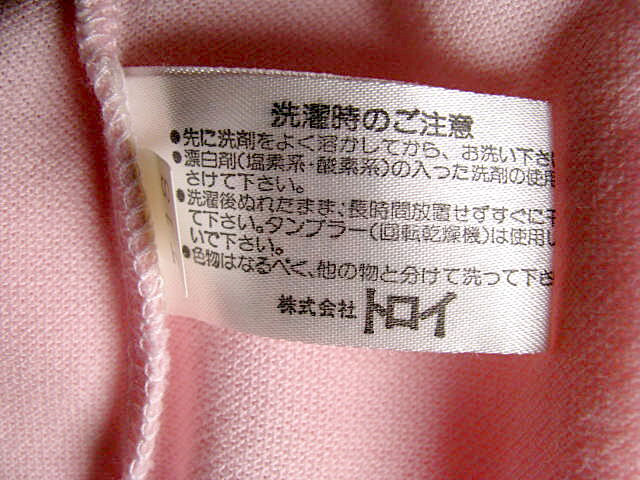 洗濯時のご注意
●先に洗剤をよく溶かしてから、お洗い下さ
●漂白剤(塩素系・酸素系)の入った洗剤の使用
さけて下さい。
●洗濯後ぬれたまま、長時間放置せずすぐに干
て下さい。タンブラー(回転乾燥機)は使用し
いで下さい。
●色物はなるべく、他の物と分けて洗って下さ
株式会社 トロイ